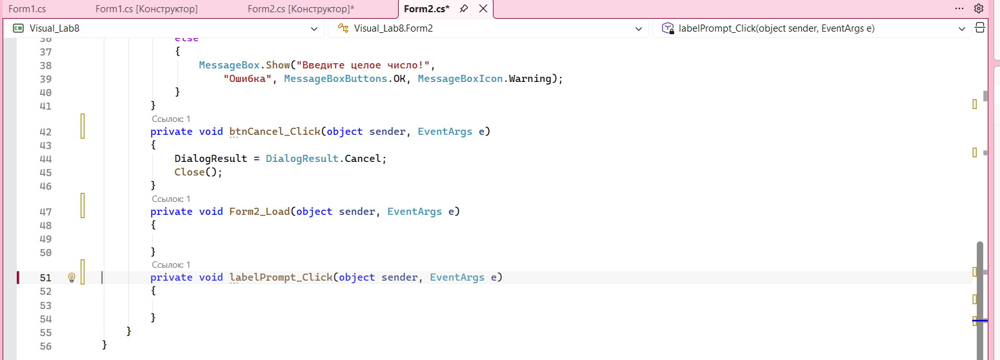 Form1.cs Form1.cs [Конструктор] Form2.cs [Конструктор]* Form2.cs*
C# Visual_Lab8 Visual_Lab8.Form2 labelPrompt_Click(object sender, EventArgs e)
36 else
37 {
38 MessageBox.Show("Введите целое число!",
39 "Ошибка", MessageBoxButtons.OK, MessageBoxIcon.Warning);
40 }
41 }
Ссылок: 1
42 private void btnCancel_Click(object sender, EventArgs e)
43 {
44 DialogResult = DialogResult.Cancel;
45 Close();
46 }
Ссылок: 1
47 private void Form2_Load(object sender, EventArgs e)
48 {
49
50 }
Ссылок: 1
51 private void labelPrompt_Click(object sender, EventArgs e)
52 {
53
54 }
55 }
56 }